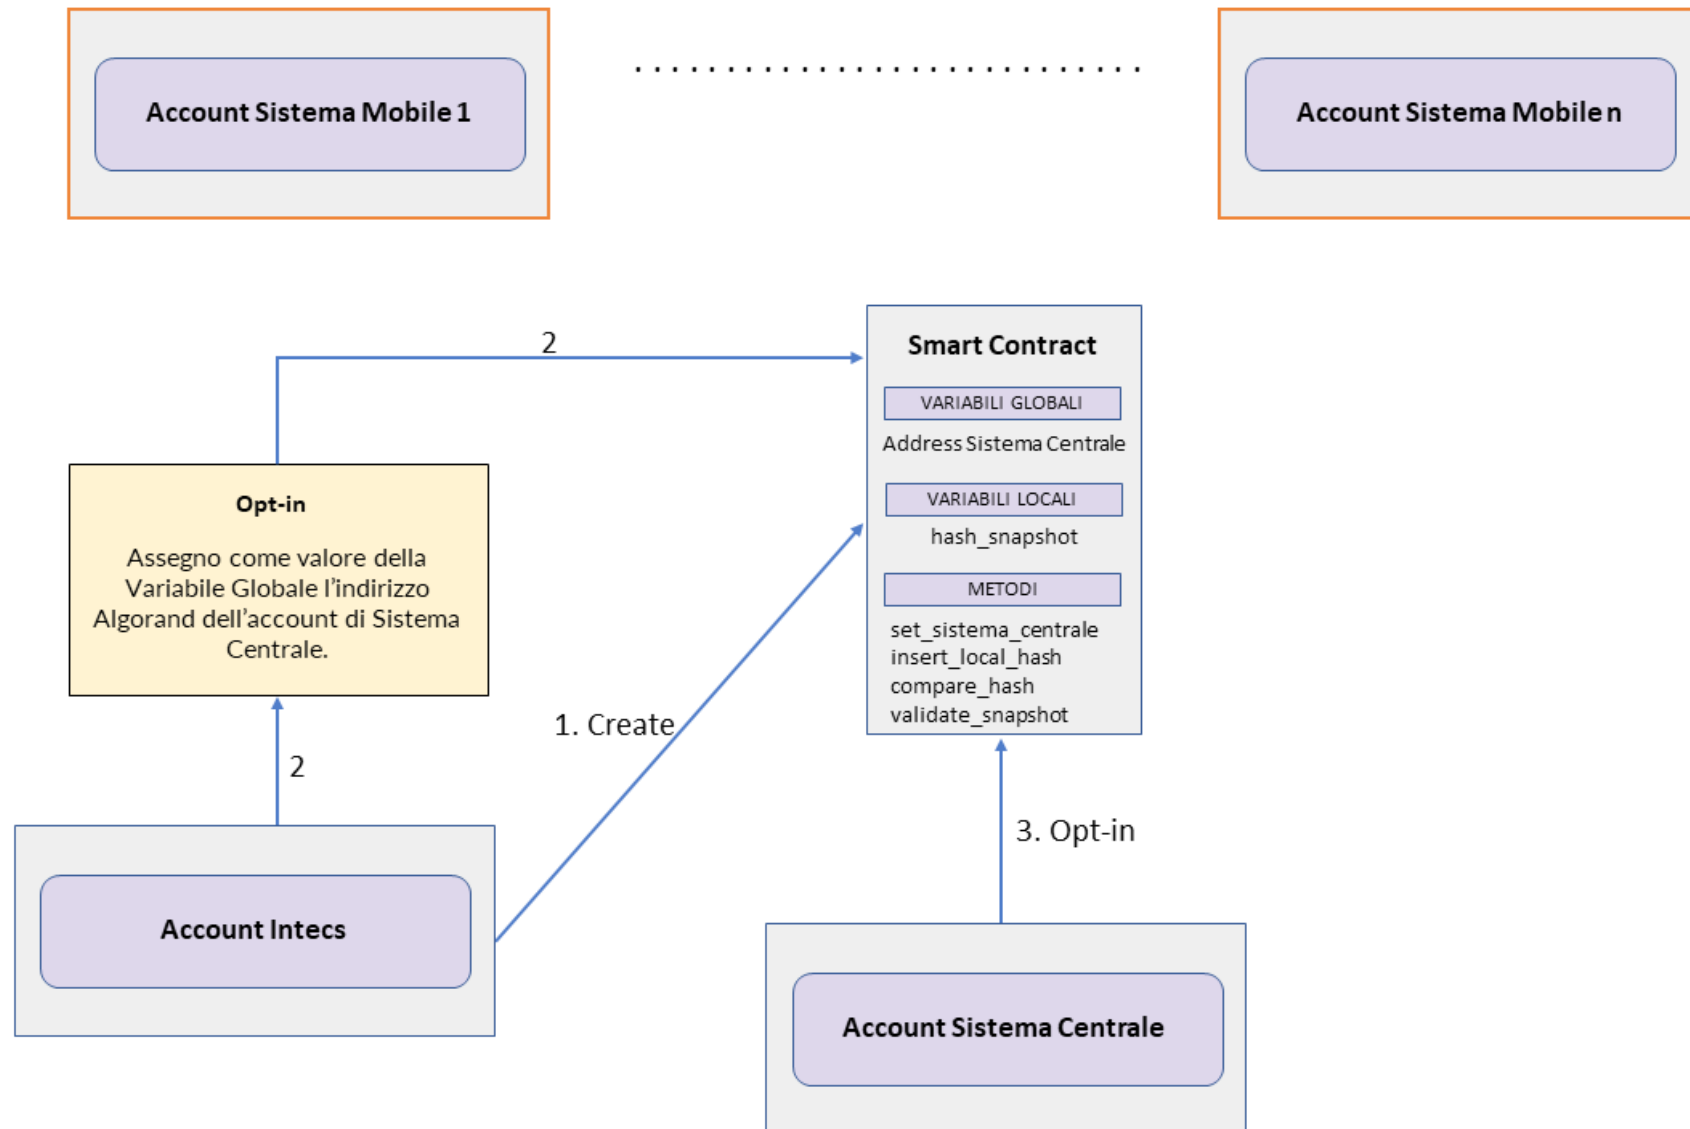 Account Sistema Mobile 1
. . . . . . . . . . . . . . . . . . . . . . . . . . . .
Account Sistema Mobile n
2
Smart Contract
VARIABILI GLOBALI
Address Sistema Centrale
VARIABILI LOCALI
hash_snapshot
METODI
set_sistema_centrale
insert_local_hash
compare_hash
validate_snapshot
Opt-in
Assegno come valore della
Variabile Globale l’indirizzo
Algorand dell’account di Sistema
Centrale.
1. Create
2
3. Opt-in
Account Intecs
Account Sistema Centrale